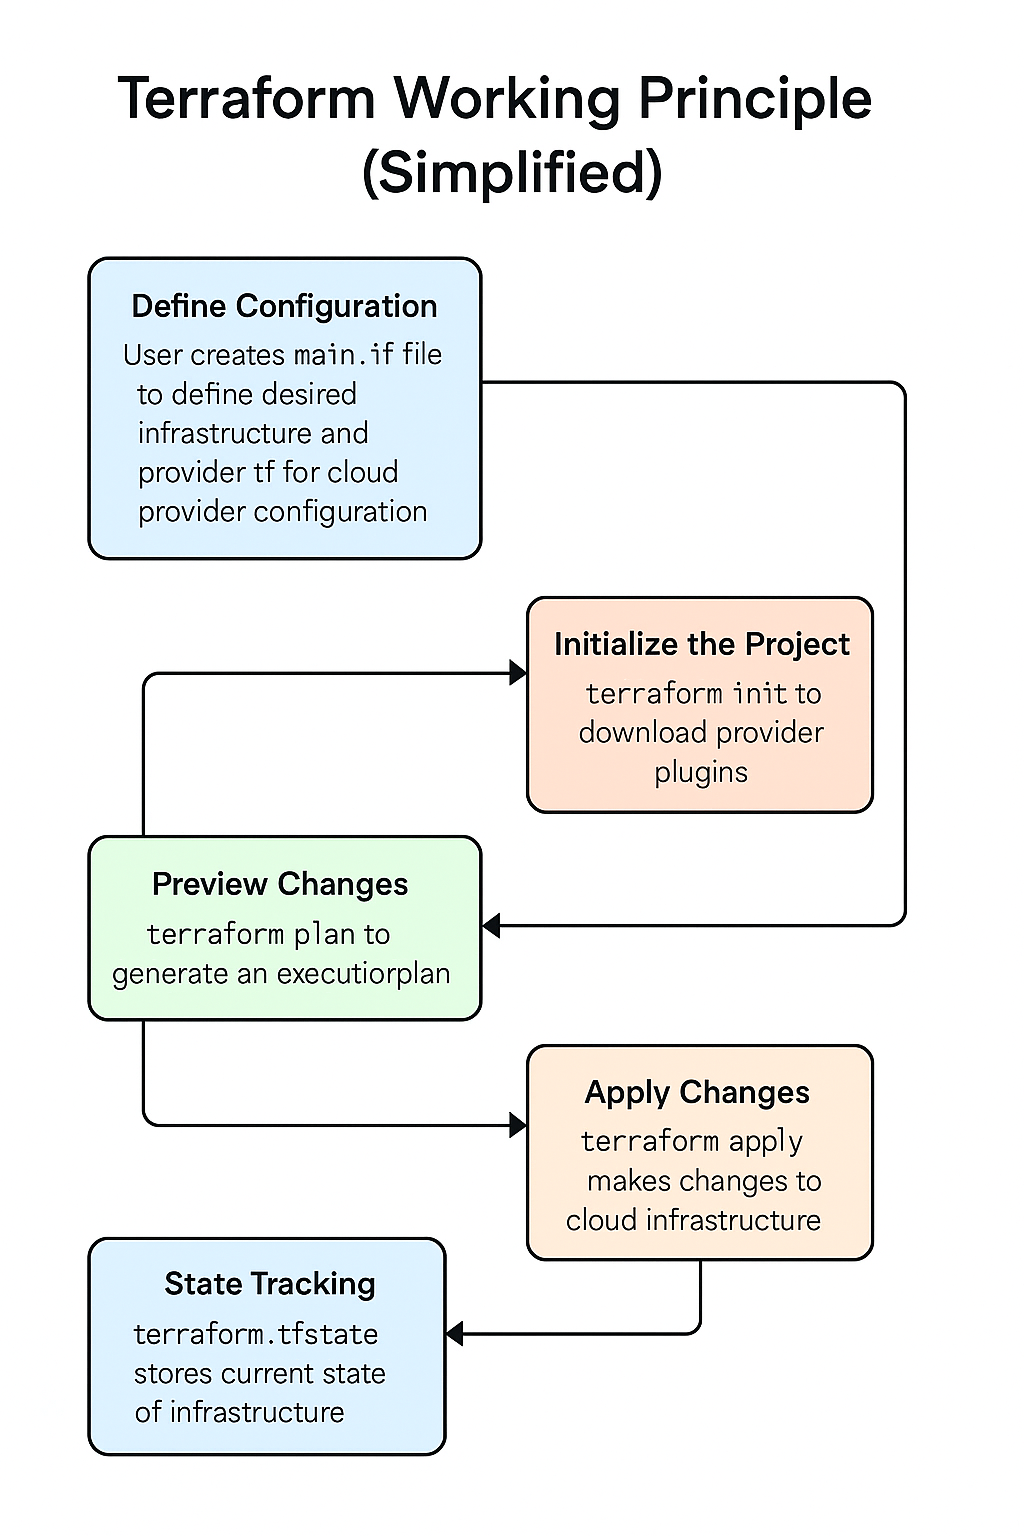 Terraform Working Principle
(Simplified)
Define Configuration
User creates main.if file
to define desired
infrastructure and
provider tf for cloud
provider configuration
Initialize the Project
terraform init to
download provider
plugins
Preview Changes
terraform plan to
generate an executiorplan
Apply Changes
terraform apply
makes changes to
cloud infrastructure
State Tracking
terraform.tfstate
stores current state
of infrastructure